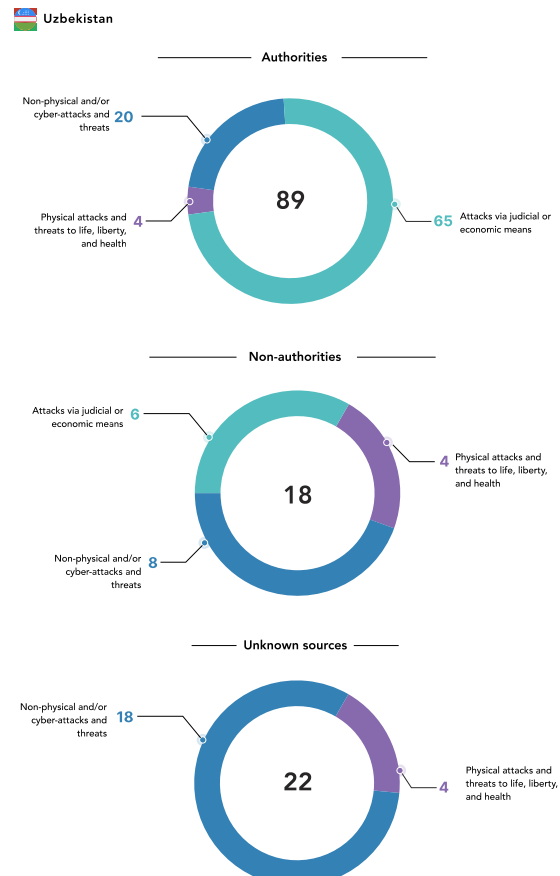 Uzbekistan
Authorities
Non-physical and/or
cyber-attacks and
threats
20
89
Physical attacks and
threats to life, liberty,
and health
4
65
Attacks via judicial or
economic means
Non-authorities
Attacks via judicial or
economic means
6
4
Physical attacks and
threats to life, liberty,
and health
18
Non-physical and/or
cyber-attacks and
threats
8
Unknown sources
Non-physical and/or
cyber-attacks and
threats
18
22
4
Physical attacks and
threats to life, liberty,
and health